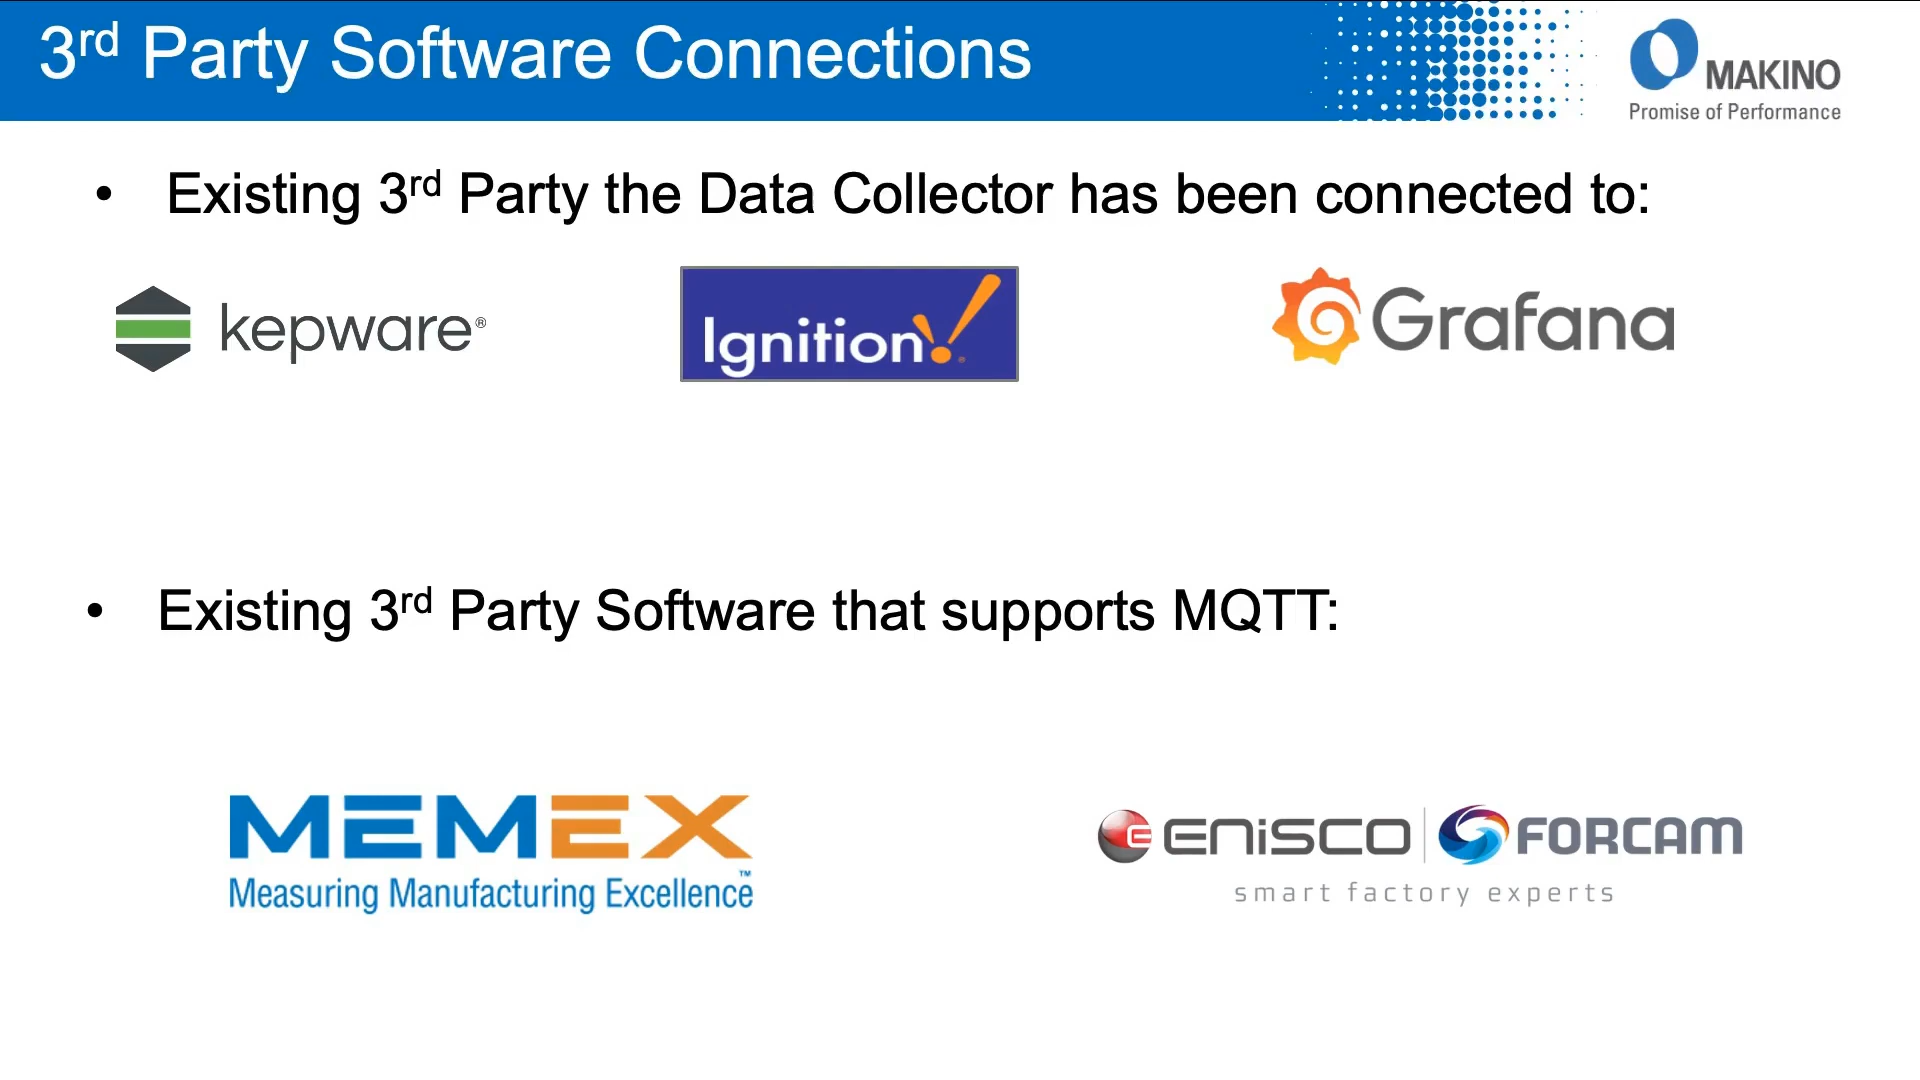 3rd Party Software Connections
MAKINO
Promise of Performance
• Existing 3rd Party the Data Collector has been connected to:
kepware®
Ignition!
Grafana
• Existing 3rd Party Software that supports MQTT:
MEMEX
Measuring Manufacturing Excellence™
e ENiSCO | FORCAM
smart factory experts